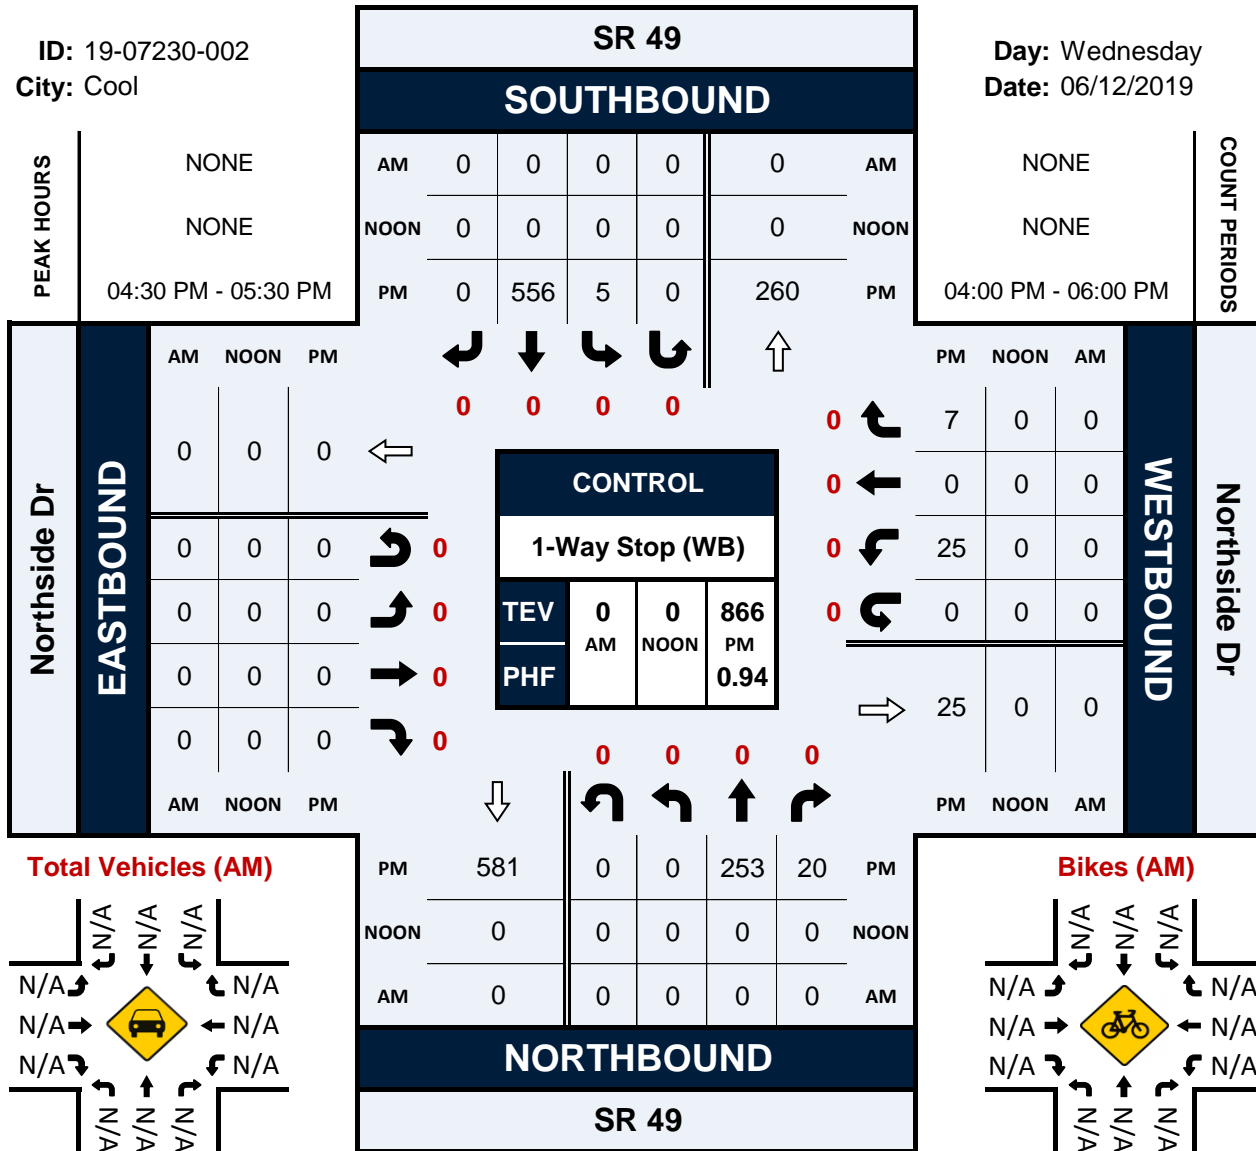 ID: 19-07230-002
City: Cool
SR 49
SOUTHBOUND
Day: Wednesday
Date: 06/12/2019
PEAK HOURS
NONE
NONE
04:30 PM - 05:30 PM
AM 0 0 0 0 0 AM
NOON 0 0 0 0 0 NOON
PM 0 556 5 0 260 PM
NONE
NONE
04:00 PM - 06:00 PM
COUNT PERIODS
0 0 0 0
Northside Dr
EASTBOUND
AM NOON PM
0 0 0
0 0 0 0
0 0 0 0
0 0 0 0
0 0 0 0
AM NOON PM
CONTROL
1-Way Stop (WB)
TEV 0 0 866
AM NOON PM
PHF 0.94
PM NOON AM
0 7 0 0
0 0 0 0
0 25 0 0
0 0 0 0
25 0 0
PM NOON AM
WESTBOUND
Northside Dr
0 0 0 0
PM 581 0 0 253 20 PM
NOON 0 0 0 0 0 NOON
AM 0 0 0 0 0 AM
NORTHBOUND
SR 49
Total Vehicles (AM)
N/A N/A N/A
N/A N/A
N/A N/A
N/A N/A
N/A N/A N/A
Bikes (AM)
N/A N/A N/A
N/A N/A
N/A N/A
N/A N/A
N/A N/A N/A